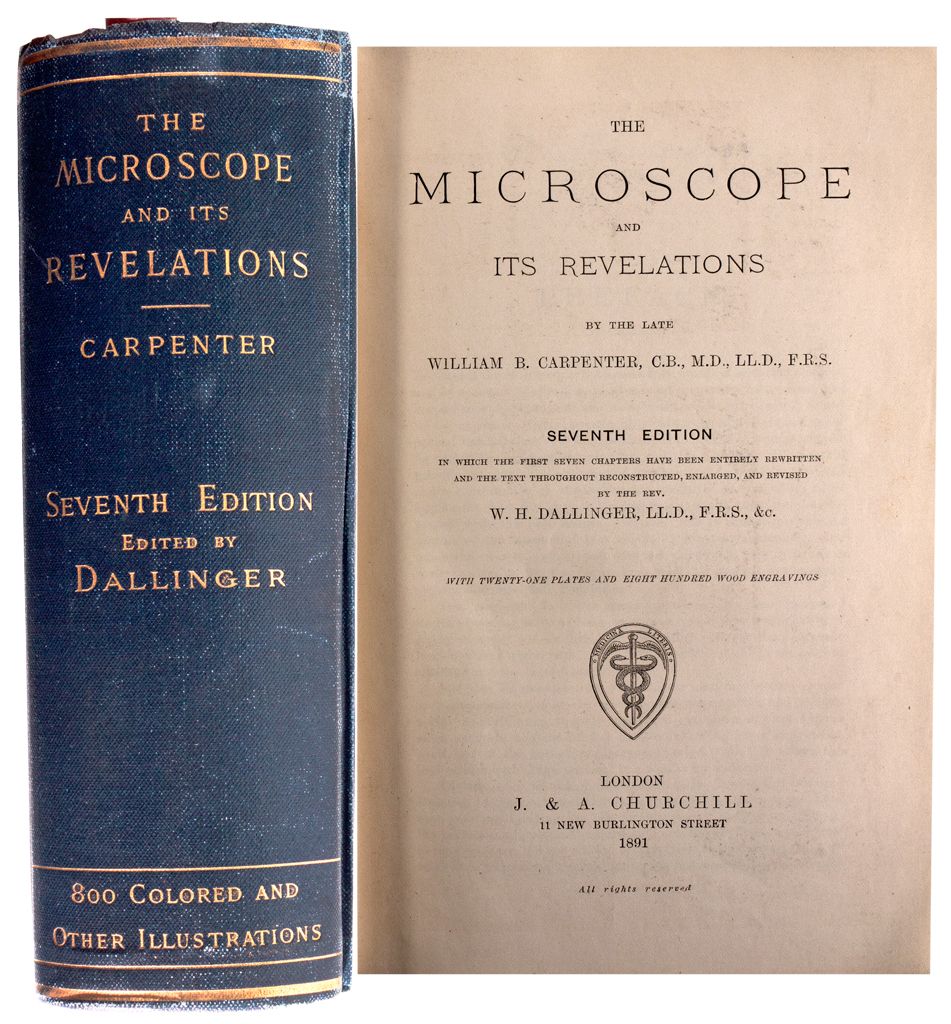 THE
MICROSCOPE
AND ITS
REVELATIONS
CARPENTER
SEVENTH EDITION
EDITED BY
DALLINGER
800 COLORED AND
OTHER ILLUSTRATIONS
THE
MICROSCOPE
AND
ITS REVELATIONS
BY THE LATE
WILLIAM B. CARPENTER, C.B., M.D., LL.D., F.R.S.
SEVENTH EDITION
IN WHICH THE FIRST SEVEN CHAPTERS HAVE BEEN ENTIRELY REWRITTEN
AND THE TEXT THROUGHOUT RECONSTRUCTED, ENLARGED, AND REVISED
BY THE REV.
W. H. DALLINGER, LL.D., F.R.S., &c.
WITH TWENTY-ONE PLATES AND EIGHT HUNDRED WOOD ENGRAVINGS
MEDICINA LITERIS
LONDON
J. & A. CHURCHILL
11 NEW BURLINGTON STREET
1891
All rights reserved